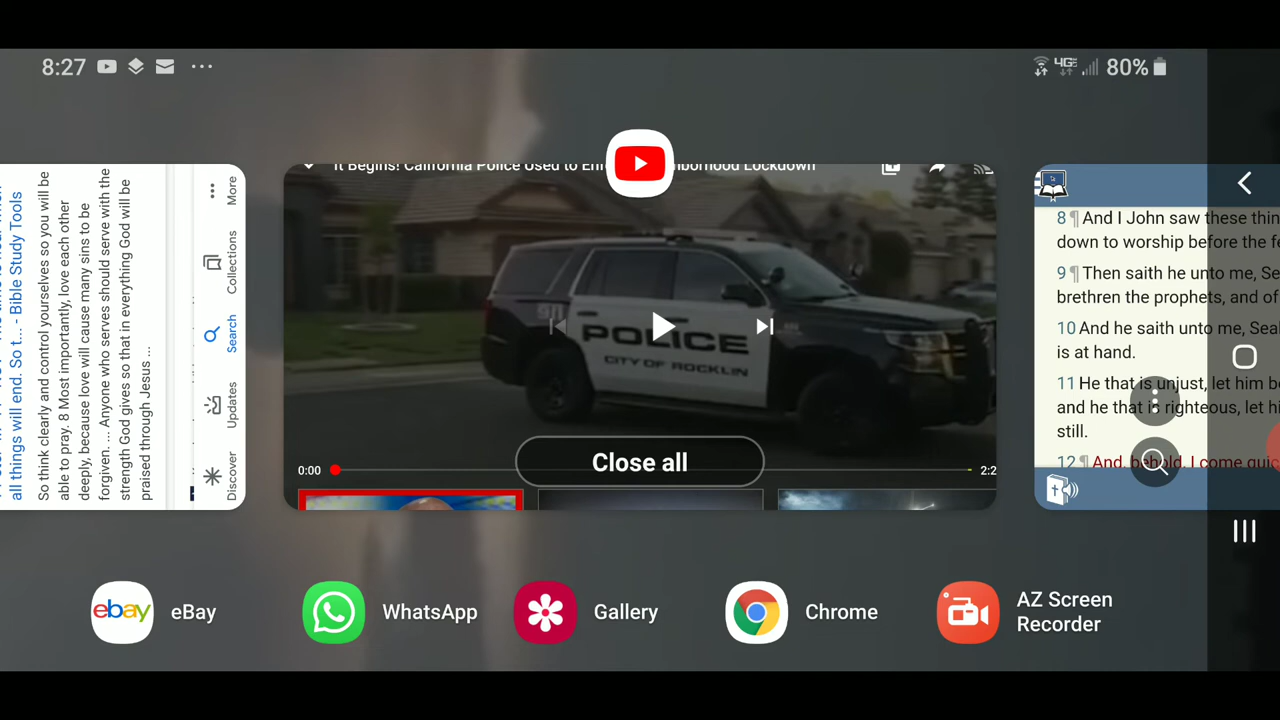 8:27
4GE 80%
all things will end. So t... - Bible Study Tools
So think clearly and control yourselves so you will be
able to pray. 8 Most importantly, love each other
deeply, because love will cause many sins to be
forgiven. ... Anyone who serves should serve with the
strength God gives so that in everything God will be
praised through Jesus ...
More
Collections
Search
Updates
Discover
It Begins! California Police Used to
Lockdown
911
POLICE
CITY OF ROCKLIN
0:00
2:2
Close all
8 ¶ And I John saw these thin
down to worship before the fe
9 ¶ Then saith he unto me, Se
brethren the prophets, and of
10 And he saith unto me, Seal
is at hand.
11 He that is unjust, let him be
and he that is righteous, let hi
still.
12 ¶ And, behold, I come quic
ebay
eBay
WhatsApp
Gallery
Chrome
AZ Screen
Recorder